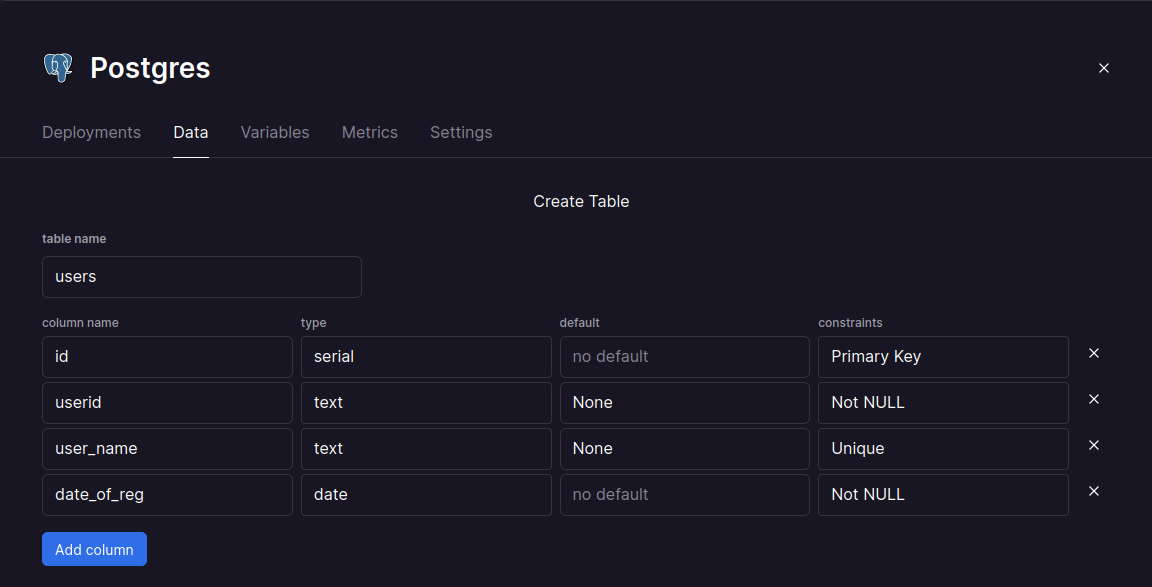 Postgres
Deployments Data Variables Metrics Settings
Create Table
table name
users
column name type default constraints
id serial no default Primary Key
userid text None Not NULL
user_name text None Unique
date_of_reg date no default Not NULL
Add column